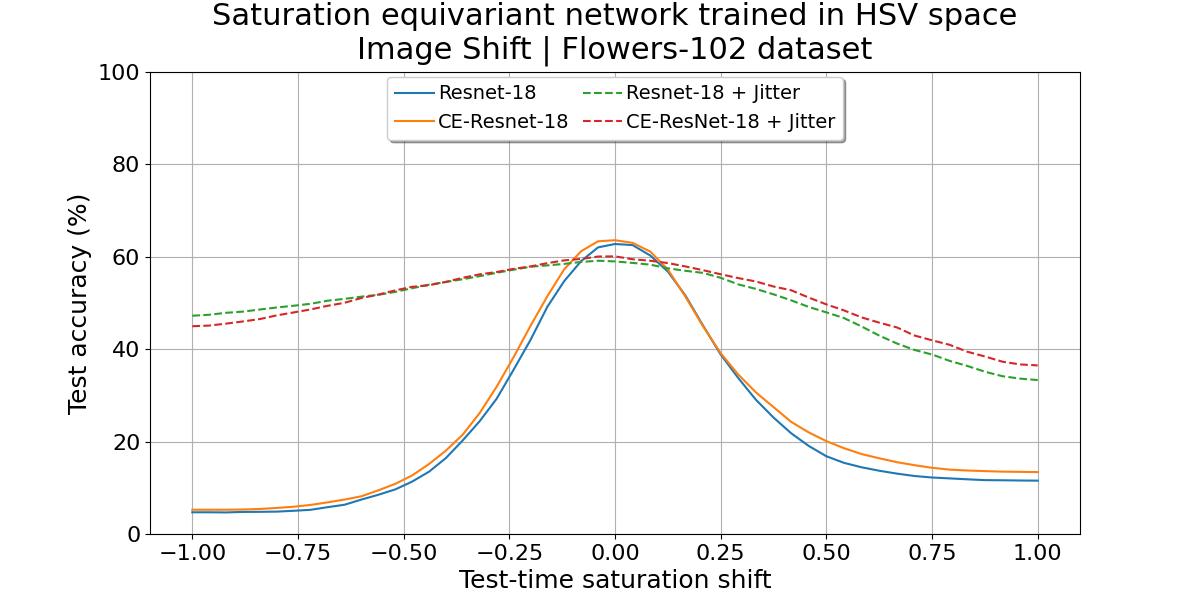 Saturation equivariant network trained in HSV space
Image Shift | Flowers-102 dataset
Resnet-18
Resnet-18 + Jitter
CE-Resnet-18
CE-ResNet-18 + Jitter
Test accuracy (%)
100
80
60
40
20
0
−1.00 −0.75 −0.50 −0.25 0.00 0.25 0.50 0.75 1.00
Test-time saturation shift